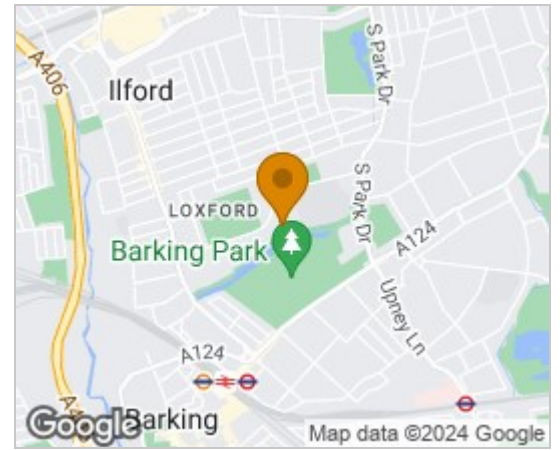 A406
S Park Dr
Ilford
S Park Dr
LOXFORD
A124
Barking Park
Upney Ln
A124
A4
Google
Barking
Map data ©2024 Google